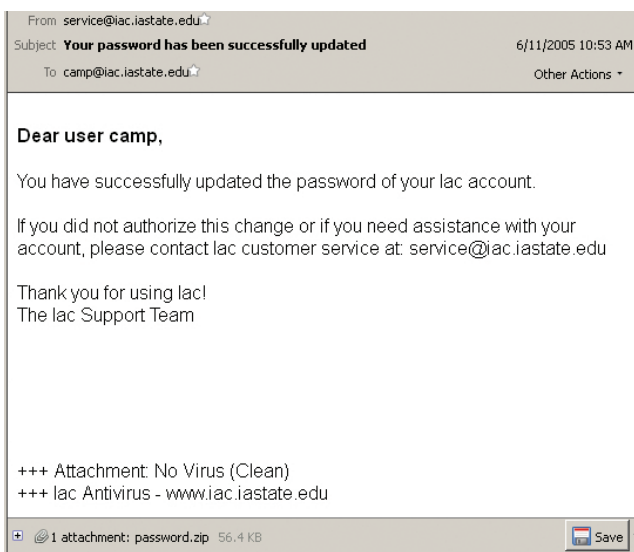 From service@iac.iastate.edu
Subject Your password has been successfully updated 6/11/2005 10:53 AM
To camp@iac.iastate.edu Other Actions
Dear user camp,
You have successfully updated the password of your Iac account.
If you did not authorize this change or if you need assistance with your
account, please contact Iac customer service at: service@iac.iastate.edu
Thank you for using Iac!
The Iac Support Team
+++ Attachment: No Virus (Clean)
+++ Iac Antivirus - www.iac.iastate.edu
1 attachment: password.zip 56.4 KB Save